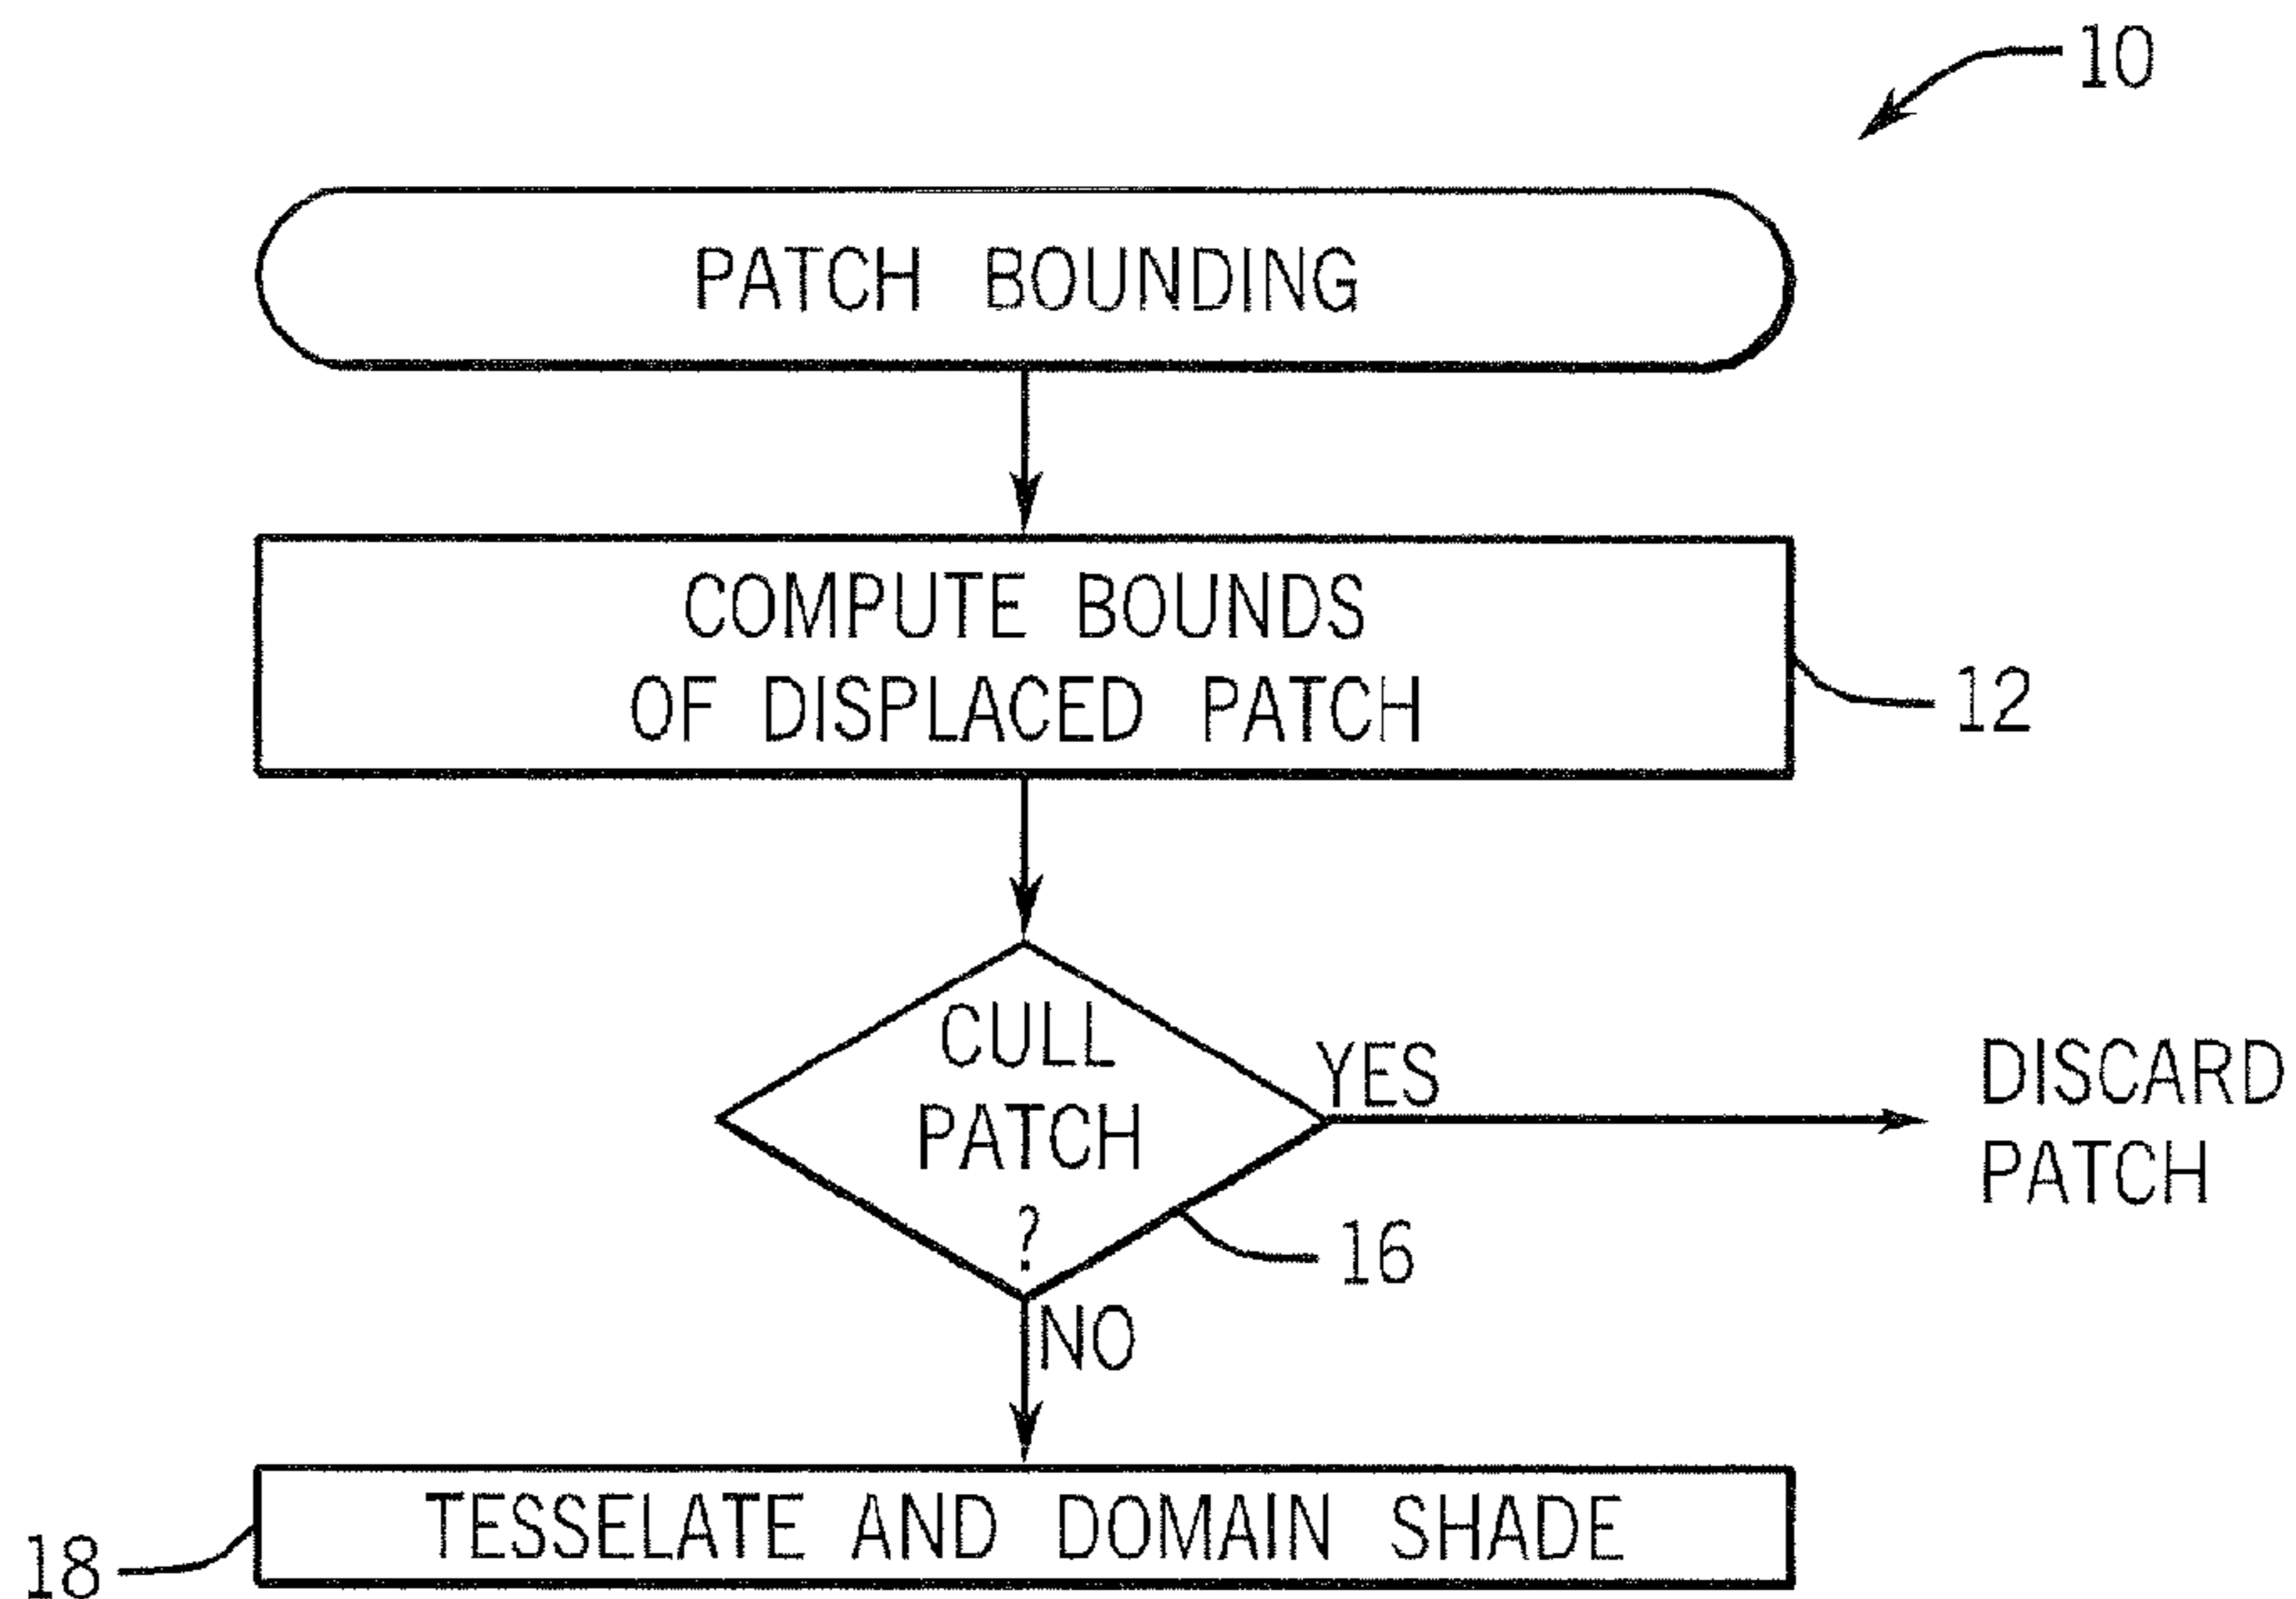 10
PATCH BOUNDING
COMPUTE BOUNDS
OF DISPLACED PATCH
12
CULL
PATCH
?
YES
DISCARD
PATCH
16
NO
TESSELATE AND DOMAIN SHADE
18